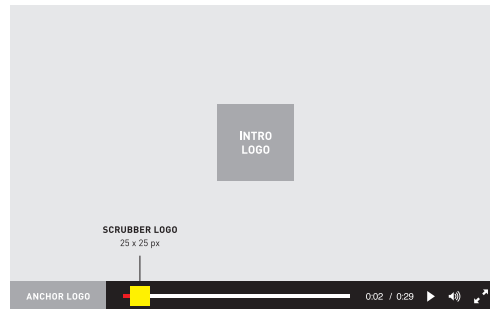 INTRO
LOGO
SCRUBBER LOGO
25 x 25 px
ANCHOR LOGO
0:02 / 0:29